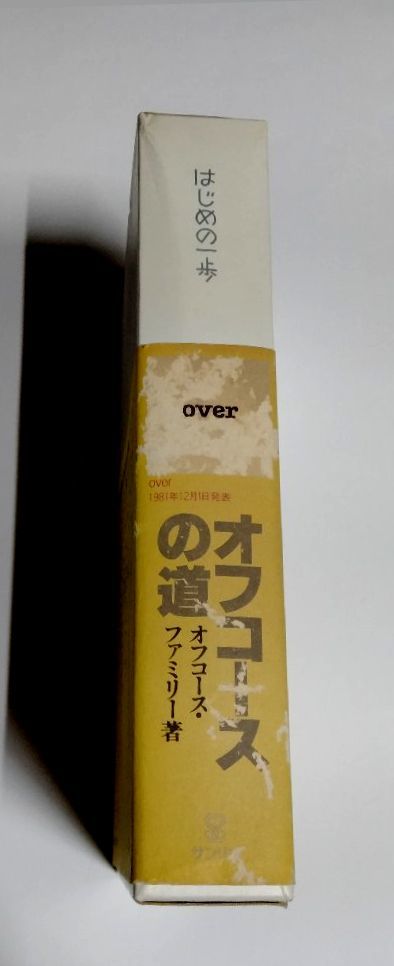 はじめの一歩
over
over
1981年12月1日発表
オフコース
の道
オフコース・
ファミリー著